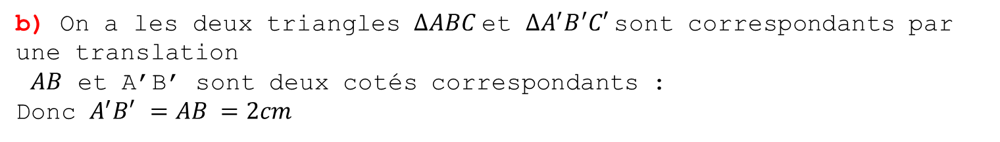 b) On a les deux triangles ΔABC et ΔA′B′C′ sont correspondants par
une translation
AB et A′B′ sont deux cotés correspondants :
Donc A′B′ = AB = 2cm